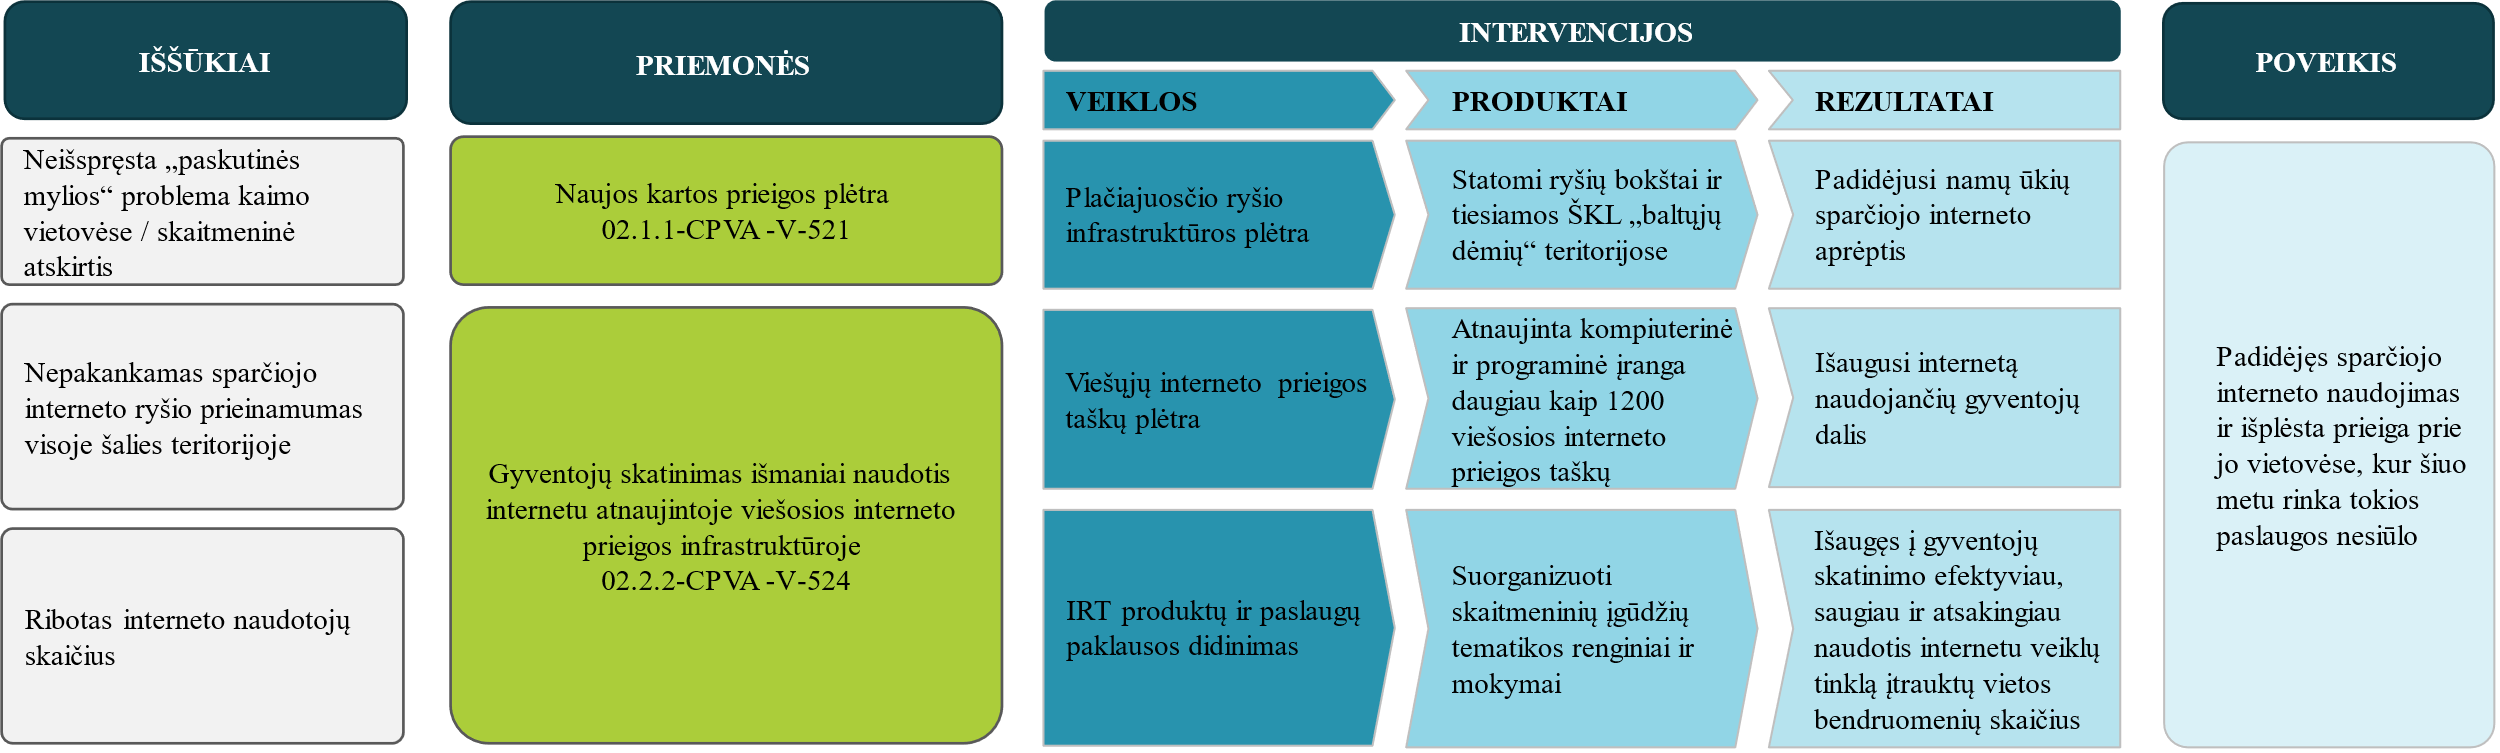 IŠŠŪKIAI
Neišspręsta „paskutinės
mylios“ problema kaimo
vietovėse / skaitmeninė
atskirtis
Nepakankamas sparčiojo
interneto ryšio prieinamumas
visoje šalies teritorijoje
Ribotas interneto naudotojų
skaičius
PRIEMONĖS
Naujos kartos prieigos plėtra
02.1.1-CPVA -V-521
Gyventojų skatinimas išmaniai naudotis
internetu atnaujintoje viešosios interneto
prieigos infrastruktūroje
02.2.2-CPVA -V-524
INTERVENCIJOS
VEIKLOS
PRODUKTAI
REZULTATAI
Plačiajuosčio ryšio
infrastruktūros plėtra
Statomi ryšių bokštai ir
tiesiamos ŠKL „baltųjų
dėmių“ teritorijose
Padidėjusi namų ūkių
sparčiojo interneto
aprėptis
Viešųjų interneto  prieigos
taškų plėtra
Atnaujinta kompiuterinė
ir programinė įranga
daugiau kaip 1200
viešosios interneto
prieigos taškų
Išaugusi internetą
naudojančių gyventojų
dalis
IRT produktų ir paslaugų
paklausos didinimas
Suorganizuoti
skaitmeninių įgūdžių
tematikos renginiai ir
mokymai
Išaugęs į gyventojų
skatinimo efektyviau,
saugiau ir atsakingiau
naudotis internetu veiklų
tinklą įtrauktų vietos
bendruomenių skaičius
POVEIKIS
Padidėjęs sparčiojo
interneto naudojimas
ir išplėsta prieiga prie
jo vietovėse, kur šiuo
metu rinka tokios
paslaugos nesiūlo